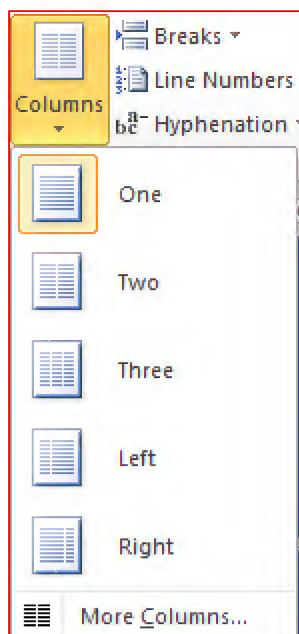 Breaks
Line Numbers
Columns
Hyphenation
One
Two
Three
Left
Right
More Columns...